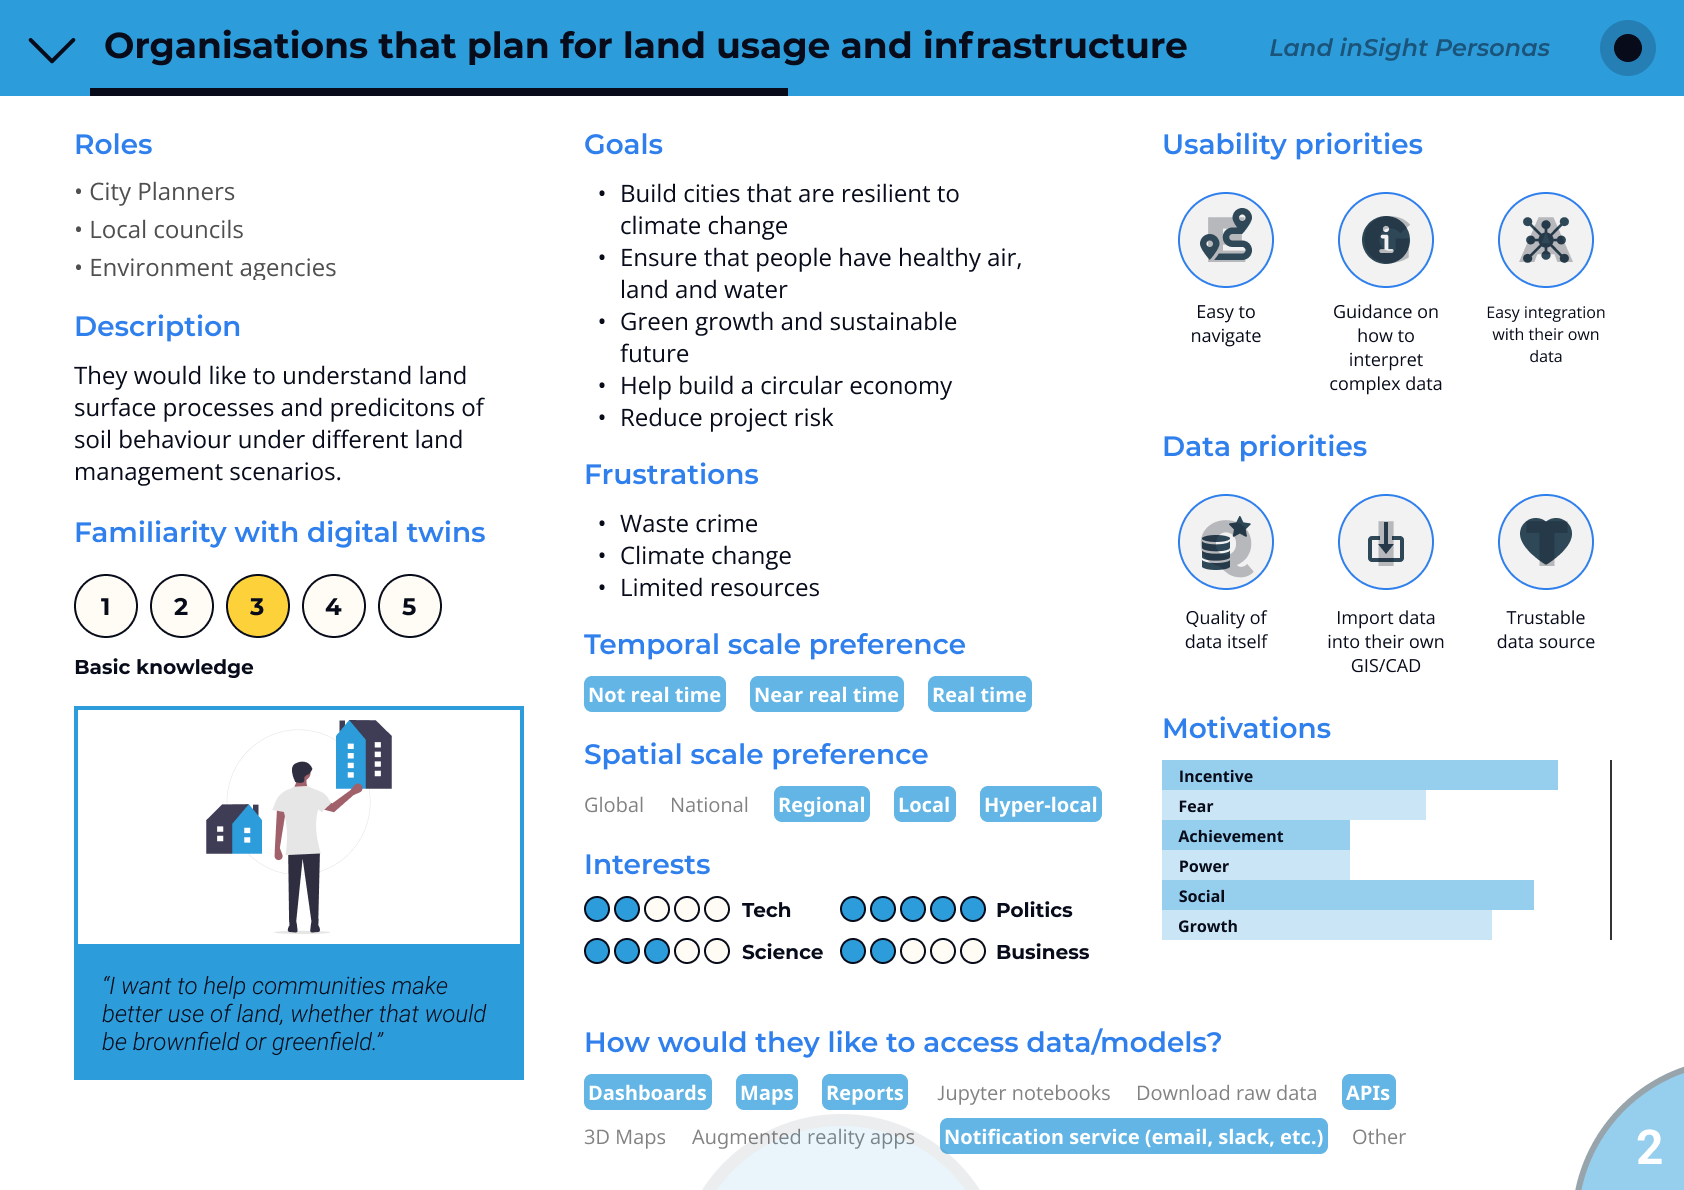 Organisations that plan for land usage and infrastructure
Land inSight Personas
Roles
• City Planners
• Local councils
• Environment agencies
Description
They would like to understand land
surface processes and predicitons of
soil behaviour under different land
management scenarios.
Familiarity with digital twins
1 2 3 4 5
Basic knowledge
“I want to help communities make
better use of land, whether that would
be brownfield or greenfield.”
Goals
• Build cities that are resilient to
climate change
• Ensure that people have healthy air,
land and water
• Green growth and sustainable
future
• Help build a circular economy
• Reduce project risk
Frustrations
• Waste crime
• Climate change
• Limited resources
Temporal scale preference
Not real time Near real time Real time
Spatial scale preference
Global National Regional Local Hyper-local
Interests
Tech Politics
Science Business
How would they like to access data/models?
Dashboards Maps Reports Jupyter notebooks Download raw data APIs
3D Maps Augmented reality apps Notification service (email, slack, etc.) Other
Usability priorities
Easy to
navigate
Guidance on
how to
interpret
complex data
Easy integration
with their own
data
Data priorities
Quality of
data itself
Import data
into their own
GIS/CAD
Trustable
data source
Motivations
Incentive
Fear
Achievement
Power
Social
Growth
2